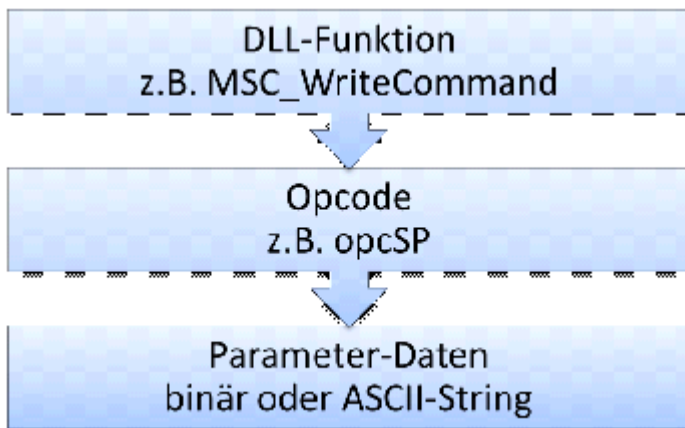 DLL-Funktion
z.B. MSC_WriteCommand
Opcode
z.B. opcSP
Parameter-Daten
binär oder ASCII-String